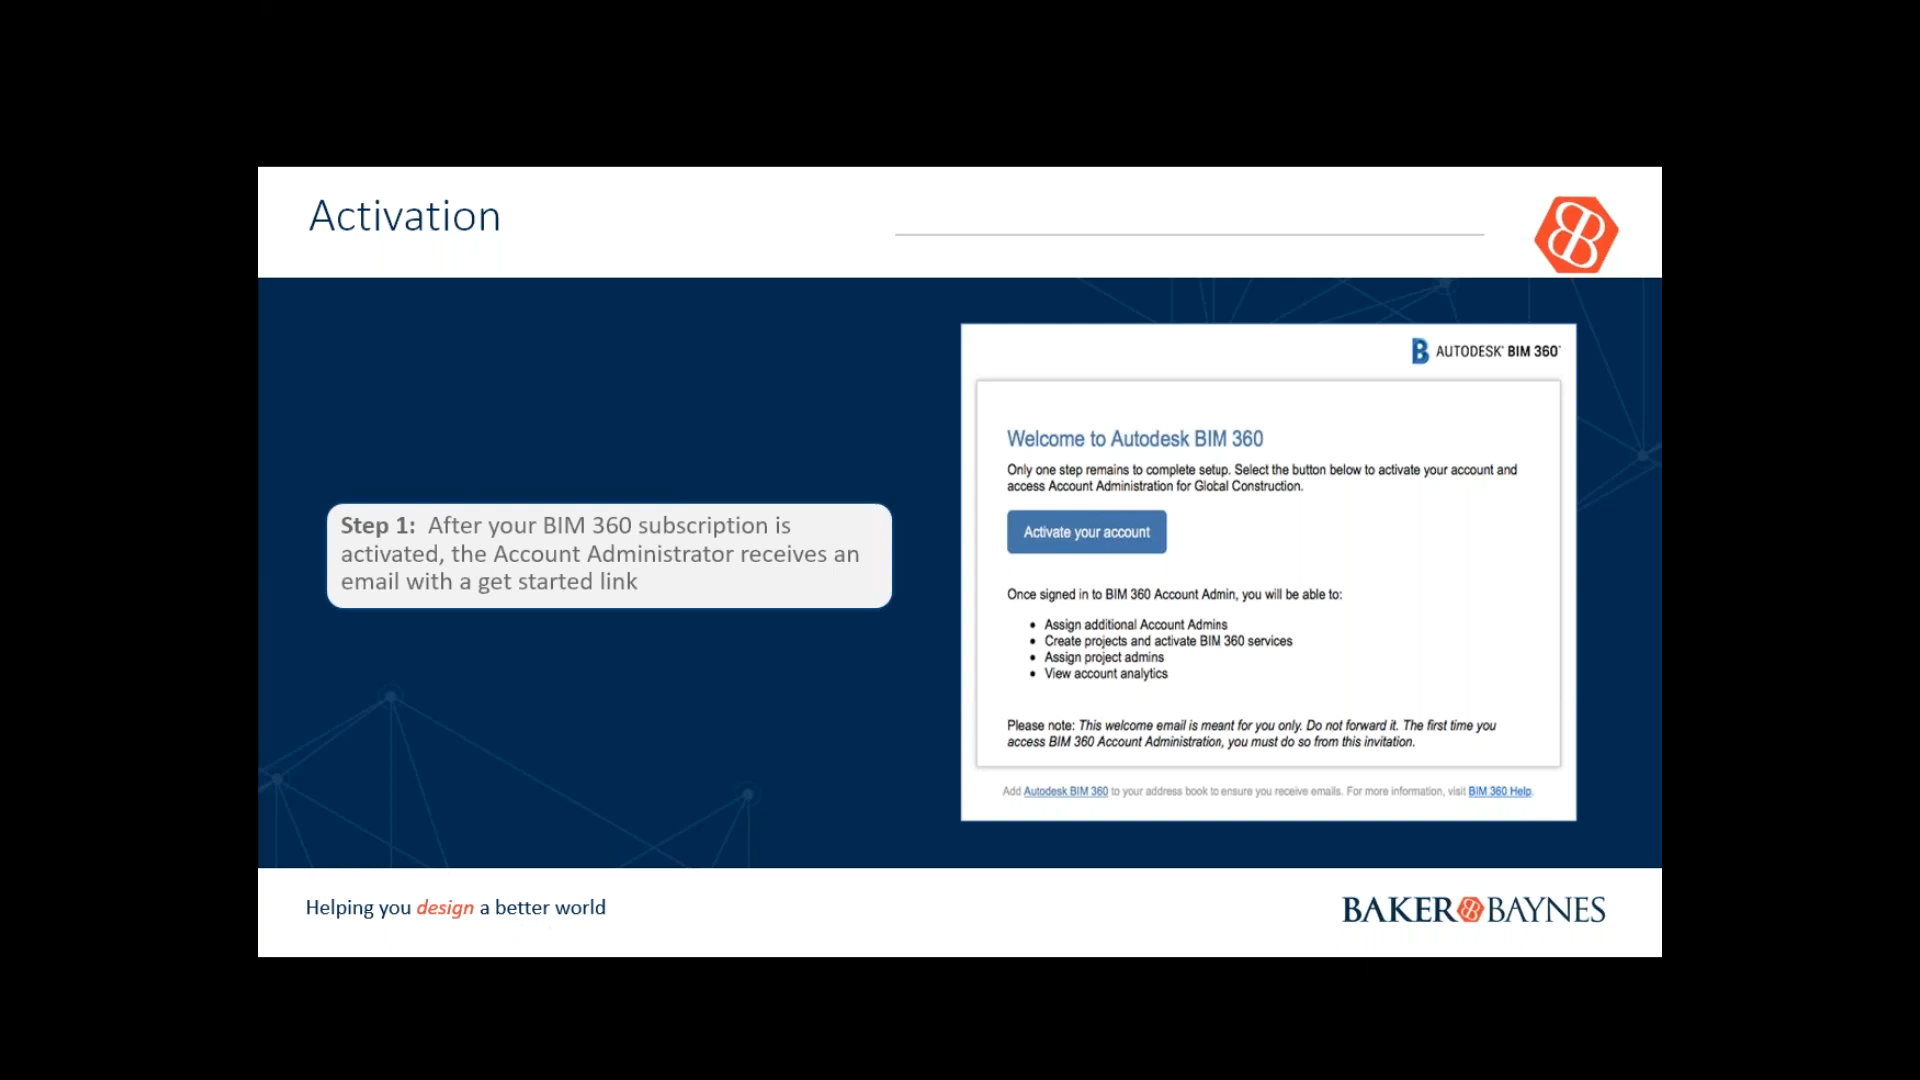 Activation
Step 1: After your BIM 360 subscription is
activated, the Account Administrator receives an
email with a get started link
AUTODESK® BIM 360™
Welcome to Autodesk BIM 360
Only one step remains to complete setup. Select the button below to activate your account and
access Account Administration for Global Construction.
Activate your account
Once signed in to BIM 360 Account Admin, you will be able to:
• Assign additional Account Admins
• Create projects and activate BIM 360 services
• Assign project admins
• View account analytics
Please note: This welcome email is meant for you only. Do not forward it. The first time you
access BIM 360 Account Administration, you must do so from this invitation.
Add Autodesk BIM 360 to your address book to ensure you receive emails. For more information, visit BIM 360 Help.
Helping you design a better world
BAKER BAYNES